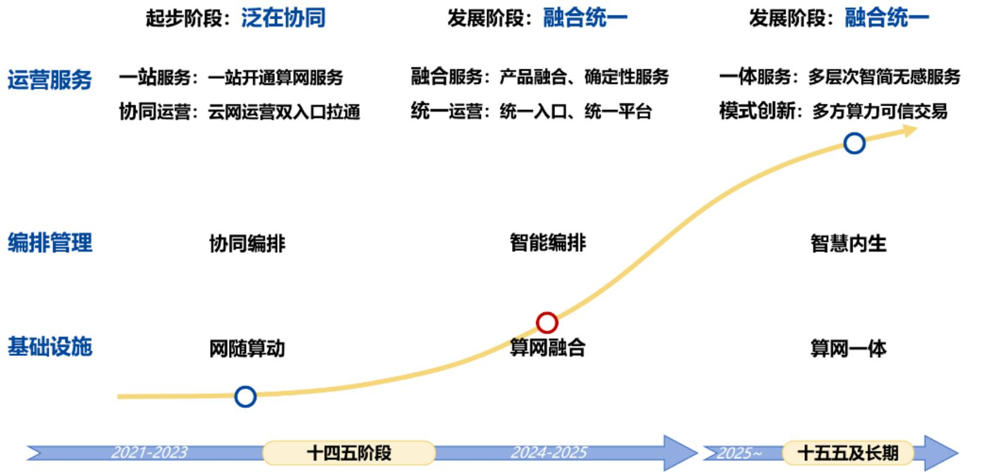 起步阶段：泛在协同
发展阶段：融合统一
发展阶段：融合统一
运营服务
一站服务：一站开通算网服务
融合服务：产品融合、确定性服务
一体服务：多层次智简无感服务
协同运营：云网运营双入口拉通
统一运营：统一入口、统一平台
模式创新：多方算力可信交易
编排管理
协同编排
智能编排
智慧内生
基础设施
网随算动
算网融合
算网一体
2021-2023
十四五阶段
2024-2025
2025~
十五五及长期